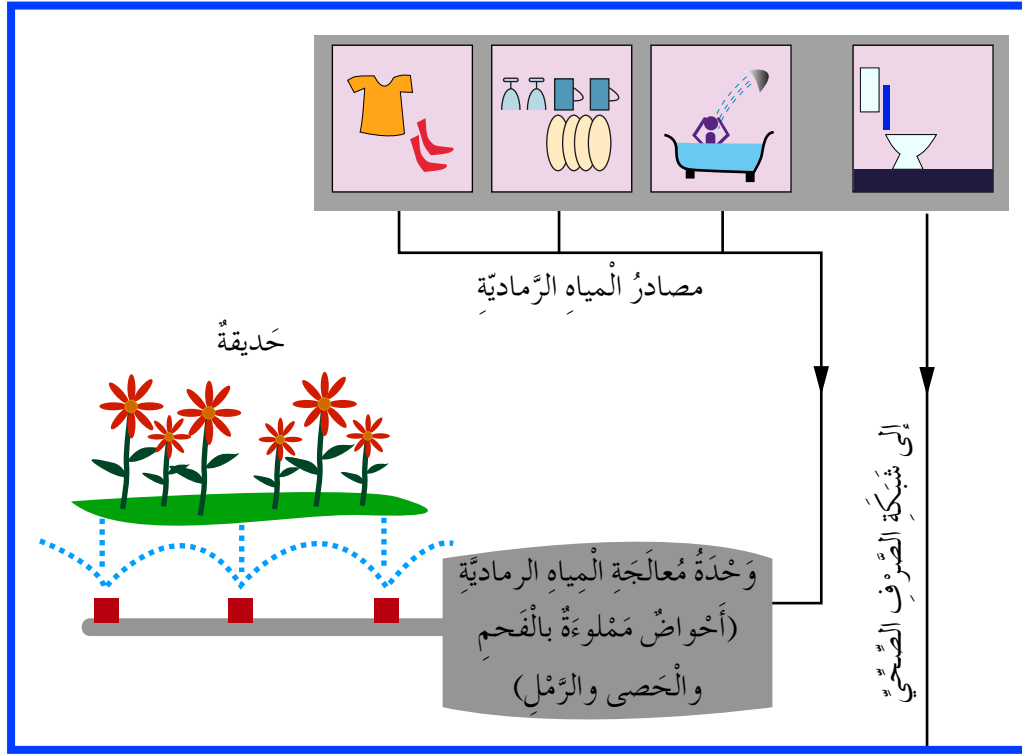 مصادرُ الْمياهِ الرَّماديّةِ
حَديقةٌ
إلى شَبَكَةِ الصَّرْفِ الصِّحِّيِّ
وَحْدَةُ مُعالَجَةِ الْمِياهِ الرماديَّةِ
(أَحْواضٌ مَمْلوءَةٌ بالْفَحمِ
والْحَصى والرَّمْلِ)